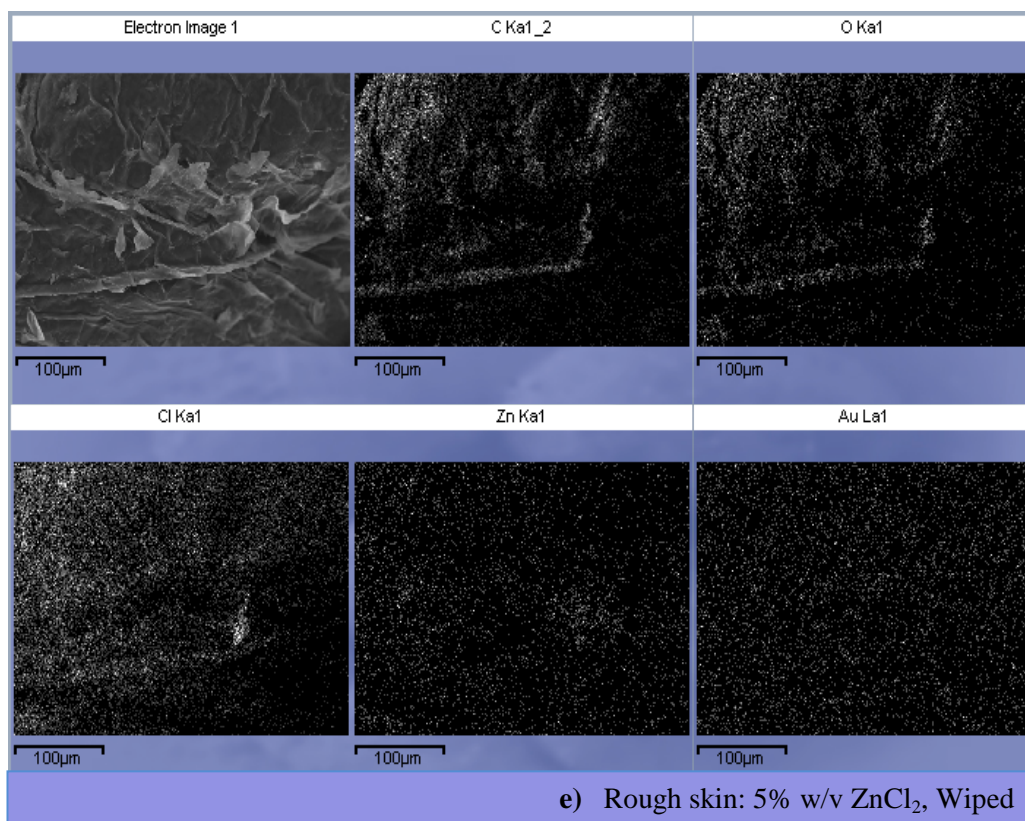 Electron Image 1 C Ka1_2 O Ka1
100µm 100µm 100µm
Cl Ka1 Zn Ka1 Au La1
100µm 100µm 100µm
e) Rough skin: 5% w/v ZnCl₂, Wiped